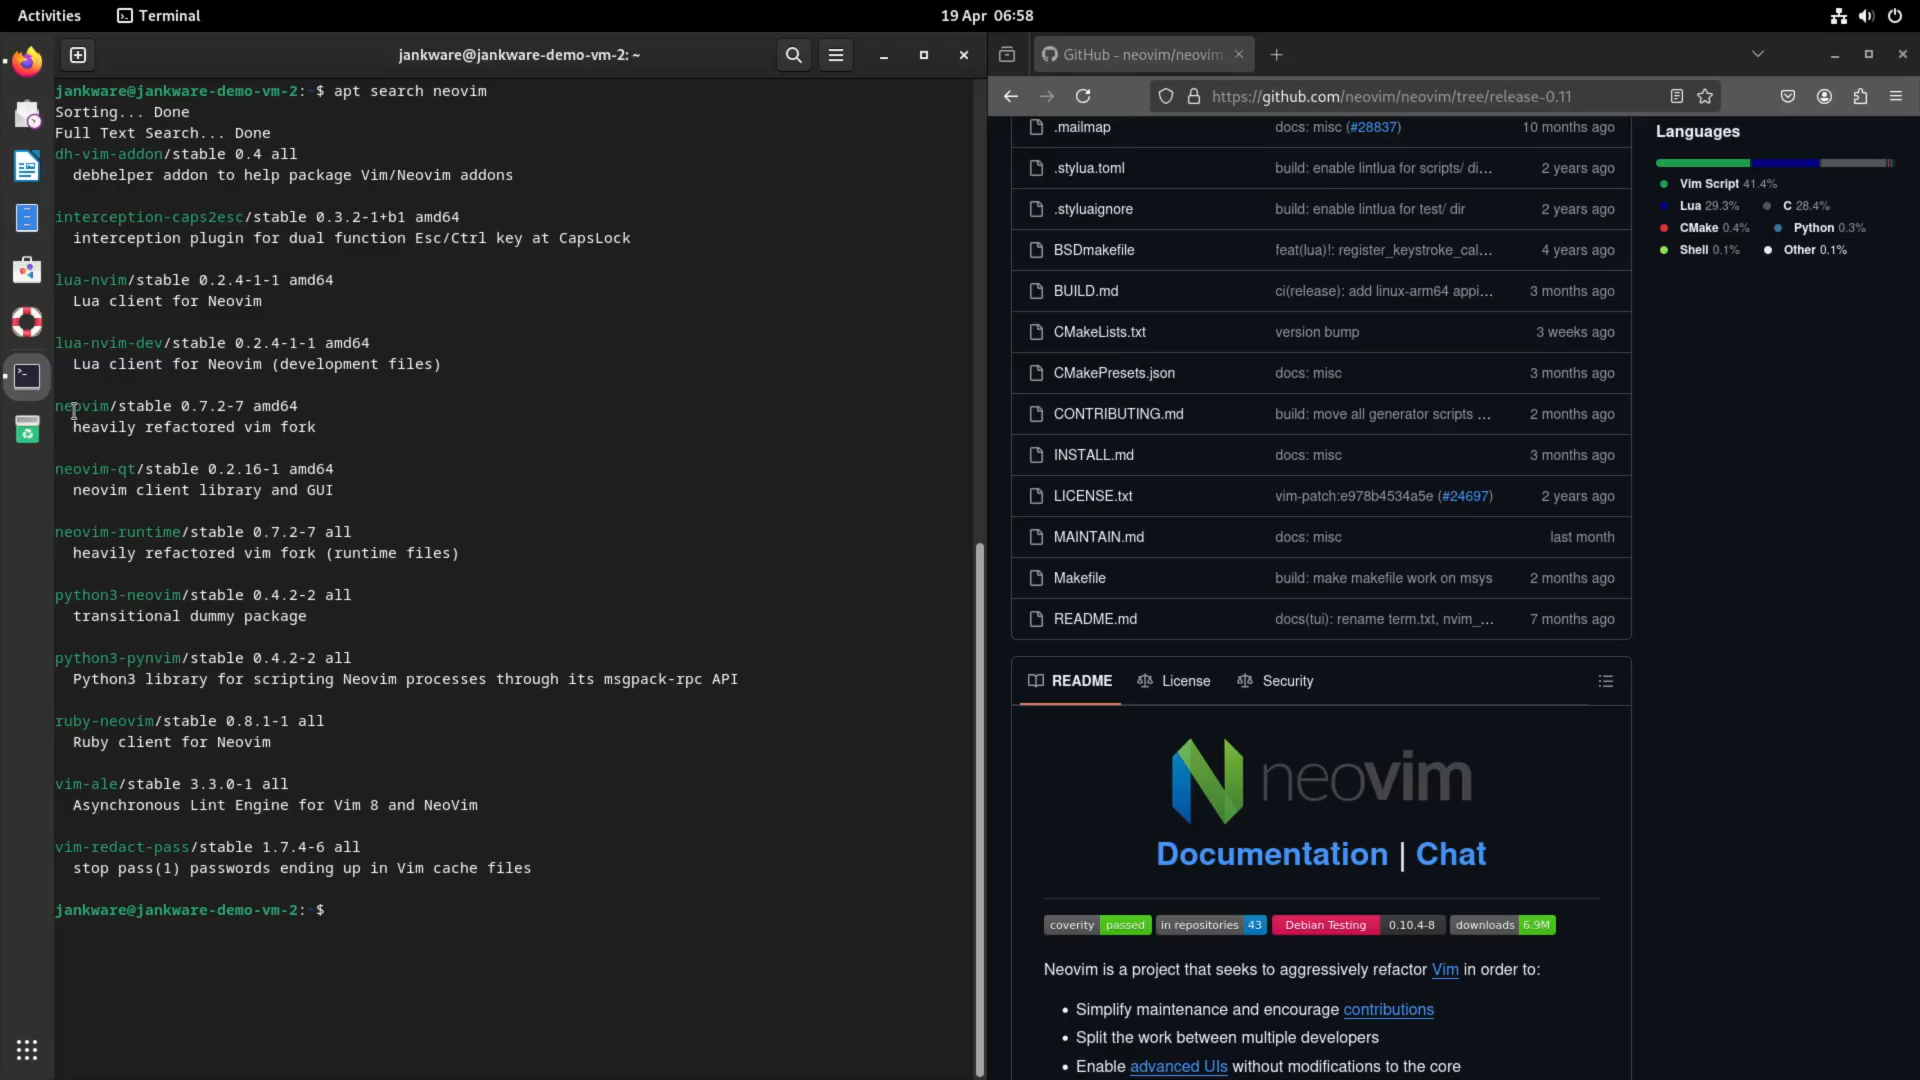 Activities
Terminal
19 Apr 06:58
jankware@jankware-demo-vm-2: ~
jankware@jankware-demo-vm-2:~$ apt search neovim
Sorting... Done
Full Text Search... Done
dh-vim-addon/stable 0.4 all
debhelper addon to help package Vim/Neovim addons
interception-caps2esc/stable 0.3.2-1+b1 amd64
interception plugin for dual function Esc/Ctrl key at CapsLock
lua-nvim/stable 0.2.4-1-1 amd64
Lua client for Neovim
lua-nvim-dev/stable 0.2.4-1-1 amd64
Lua client for Neovim (development files)
neovim/stable 0.7.2-7 amd64
heavily refactored vim fork
neovim-qt/stable 0.2.16-1 amd64
neovim client library and GUI
neovim-runtime/stable 0.7.2-7 all
heavily refactored vim fork (runtime files)
python3-neovim/stable 0.4.2-2 all
transitional dummy package
python3-pynvim/stable 0.4.2-2 all
Python3 library for scripting Neovim processes through its msgpack-rpc API
ruby-neovim/stable 0.8.1-1 all
Ruby client for Neovim
vim-ale/stable 3.3.0-1 all
Asynchronous Lint Engine for Vim 8 and NeoVim
vim-redact-pass/stable 1.7.4-6 all
stop pass(1) passwords ending up in Vim cache files
jankware@jankware-demo-vm-2:~$
GitHub - neovim/neovim
https://github.com/neovim/neovim/tree/release-0.11
.mailmap docs: misc (#28837) 10 months ago
.stylua.toml build: enable lintlua for scripts/ di... 2 years ago
.styluaignore build: enable lintlua for test/ dir 2 years ago
BSDmakefile feat(lua)!: register_keystroke_cal... 4 years ago
BUILD.md ci(release): add linux-arm64 appi... 3 months ago
CMakeLists.txt version bump 3 weeks ago
CMakePresets.json docs: misc 3 months ago
CONTRIBUTING.md build: move all generator scripts ... 2 months ago
INSTALL.md docs: misc 3 months ago
LICENSE.txt vim-patch:e978b4534a5e (#24697) 2 years ago
MAINTAIN.md docs: misc last month
Makefile build: make makefile work on msys 2 months ago
README.md docs(tui): rename term.txt, nvim_... 7 months ago
README License Security
neovim
Documentation | Chat
coverity passed in repositories 43 Debian Testing 0.10.4-8 downloads 6.9M
Neovim is a project that seeks to aggressively refactor Vim in order to:
• Simplify maintenance and encourage contributions
• Split the work between multiple developers
• Enable advanced UIs without modifications to the core
Languages
Vim Script 41.4%
Lua 29.3% C 28.4%
CMake 0.4% Python 0.3%
Shell 0.1% Other 0.1%